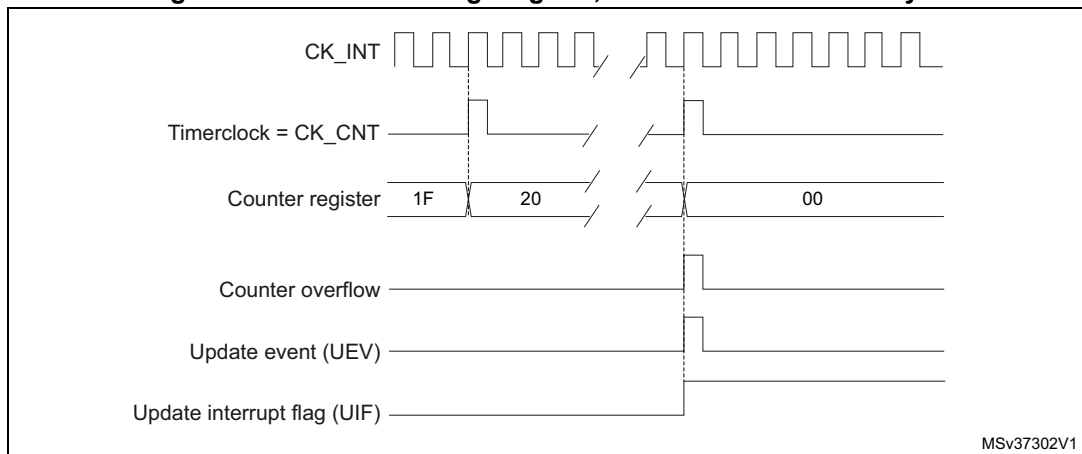 CK_INT
Timerclock = CK_CNT
Counter register 1F 20 00
Counter overflow
Update event (UEV)
Update interrupt flag (UIF)
MSv37302V1